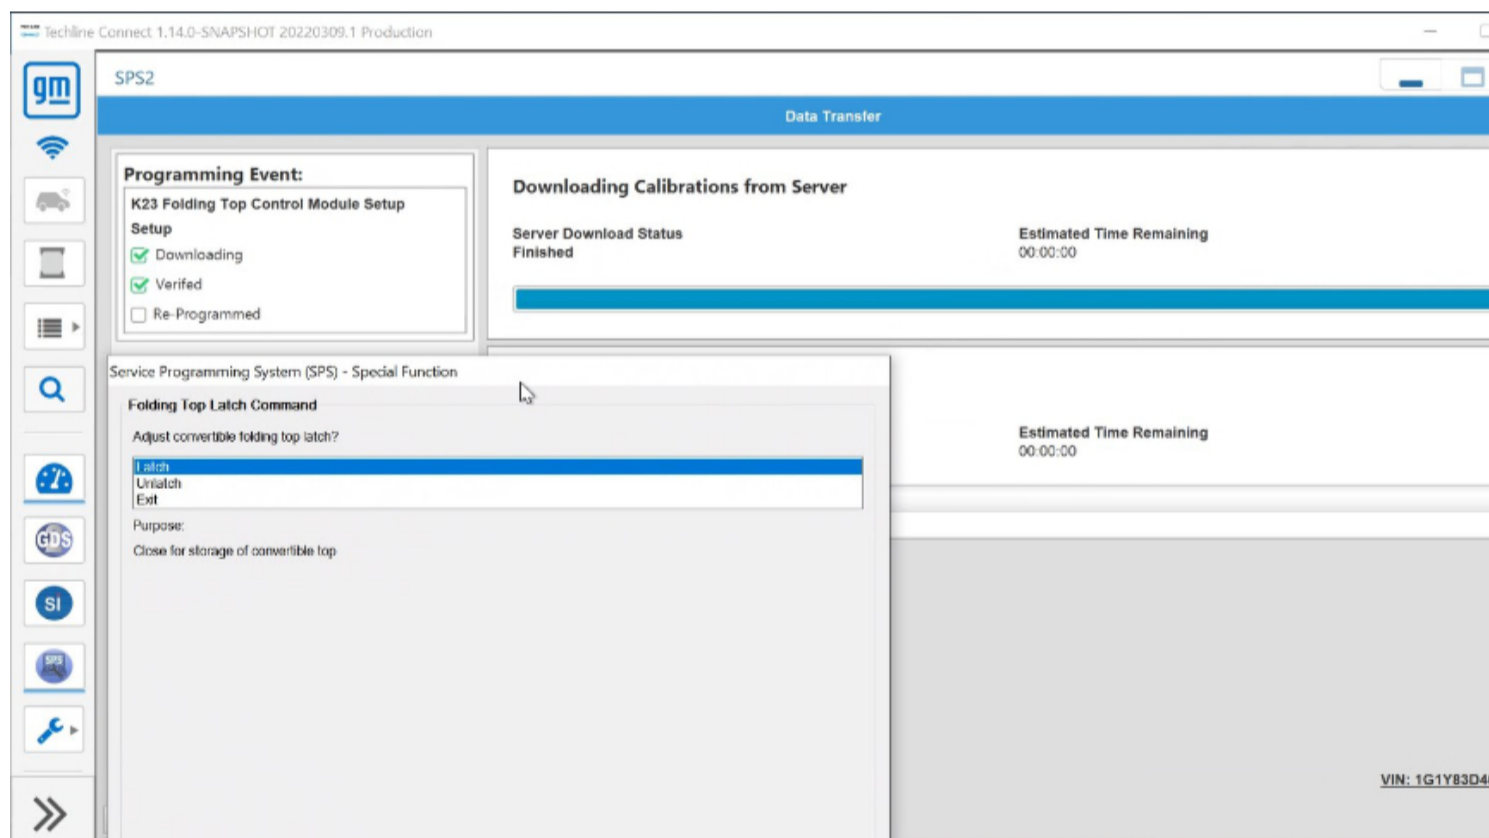 Techline Connect 1.14.0-SNAPSHOT 20220309.1 Production
gm
SPS2
Data Transfer
Programming Event:
K23 Folding Top Control Module Setup
Setup
Downloading
Verifed
Re-Programmed
Downloading Calibrations from Server
Server Download Status
Finished
Estimated Time Remaining
00:00:00
Service Programming System (SPS) - Special Function
Folding Top Latch Command
Adjust convertible folding top latch?
Latch
Unlatch
Exit
Purpose:
Close for storage of convertible top
Estimated Time Remaining
00:00:00
GDS
SI
SPS
VIN: 1G1Y83D4